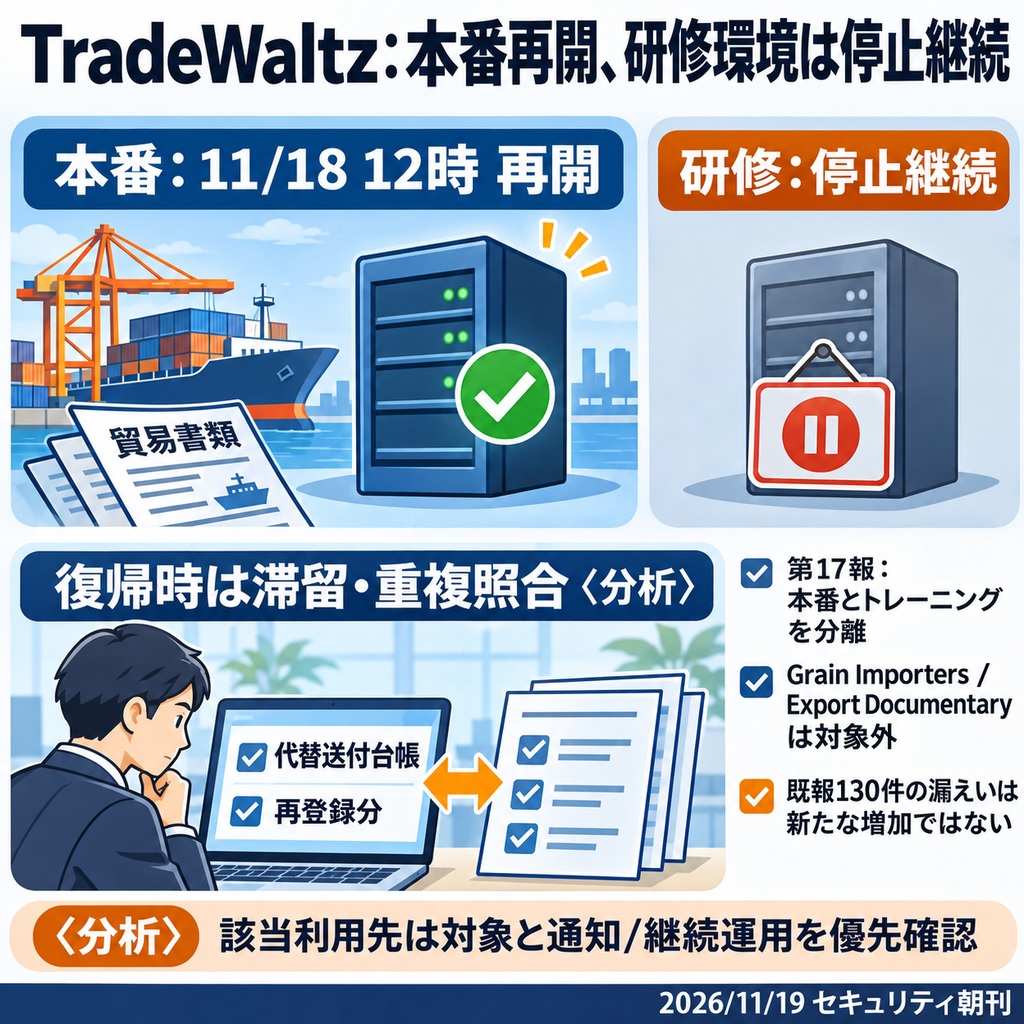 TradeWaltz：本番再開、研修環境は停止継続
本番：11/18 12時 再開
研修：停止継続
貿易書類
復帰時は滞留・重複照合〈分析〉
代替送付台帳
再登録分
第17報：
本番とトレーニング
を分離
Grain Importers /
Export Documentary
は対象外
既報130件の漏えいは
新たな増加ではない
〈分析〉 該当利用先は対象と通知/継続運用を優先確認
2026/11/19 セキュリティ朝刊